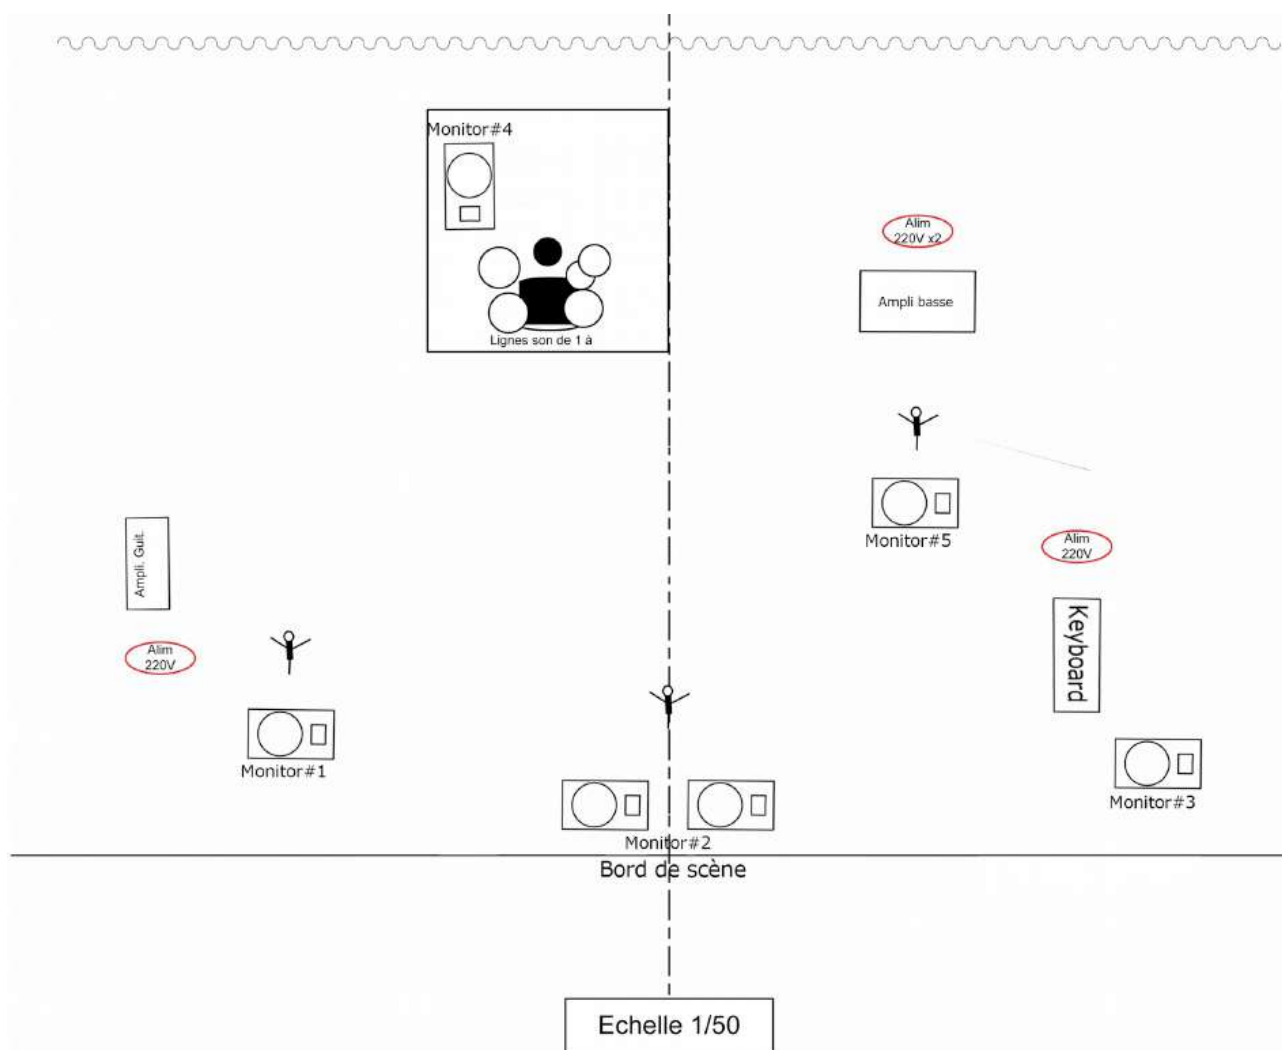 Monitor#4
Alim
220V x2
Ampli basse
Lignes son de 1 à
Monitor#5
Ampli. Guit.
Alim
220V
Alim
220V
Keyboard
Monitor#1
Monitor#3
Monitor#2
Bord de scène
Echelle 1/50